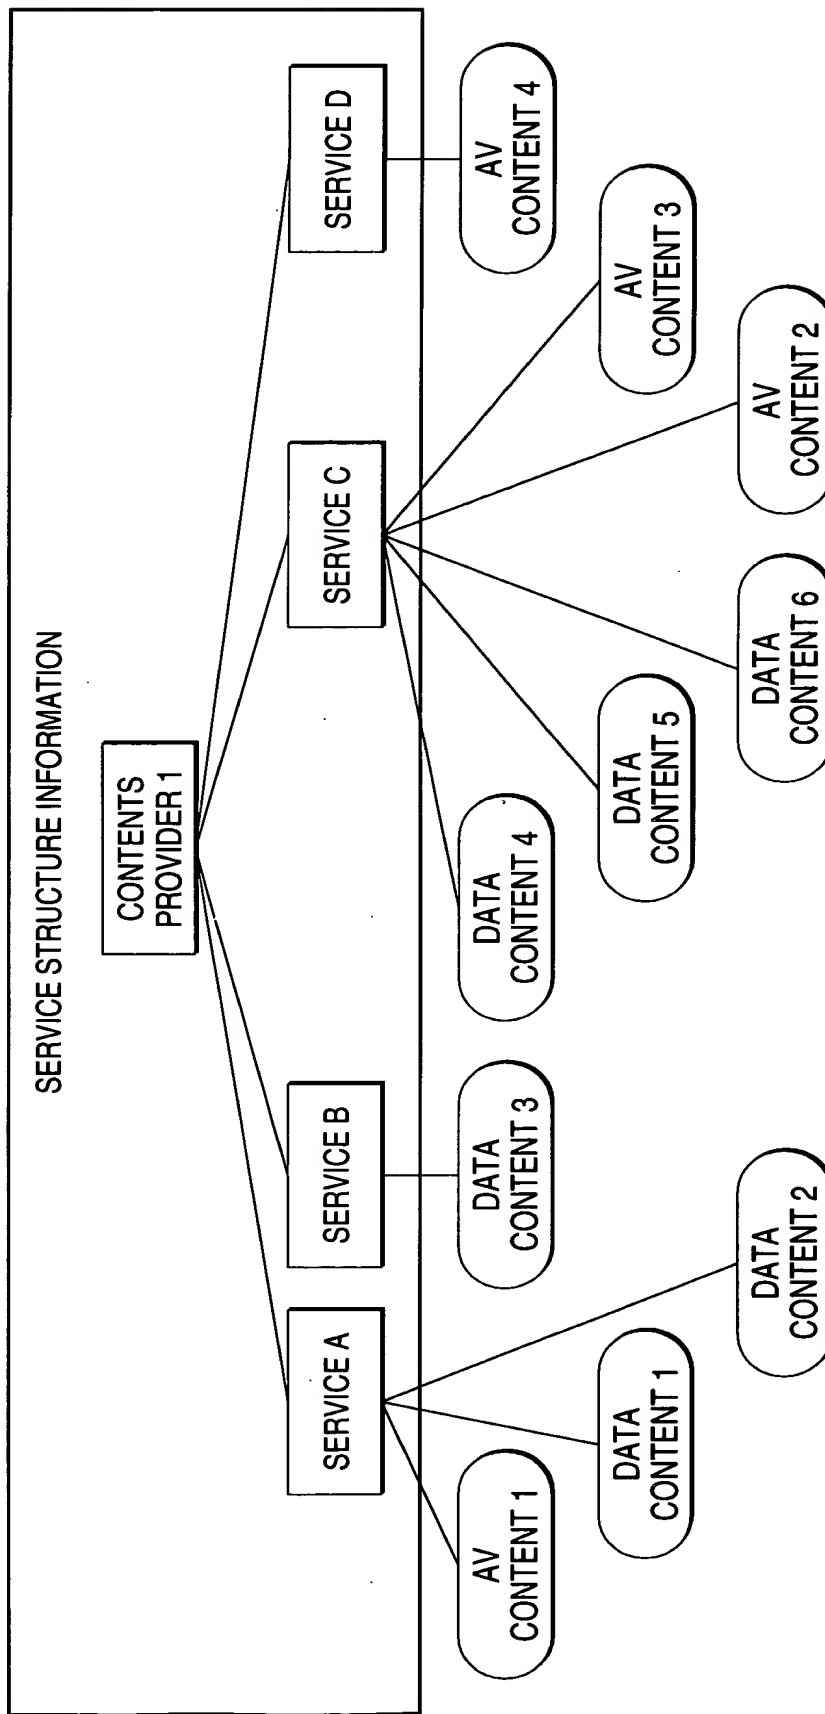 SERVICE STRUCTURE INFORMATION
CONTENTS
PROVIDER 1
SERVICE A
SERVICE B
SERVICE C
SERVICE D
AV
CONTENT 1
DATA
CONTENT 1
DATA
CONTENT 2
DATA
CONTENT 3
DATA
CONTENT 4
DATA
CONTENT 5
DATA
CONTENT 6
AV
CONTENT 2
AV
CONTENT 3
AV
CONTENT 4